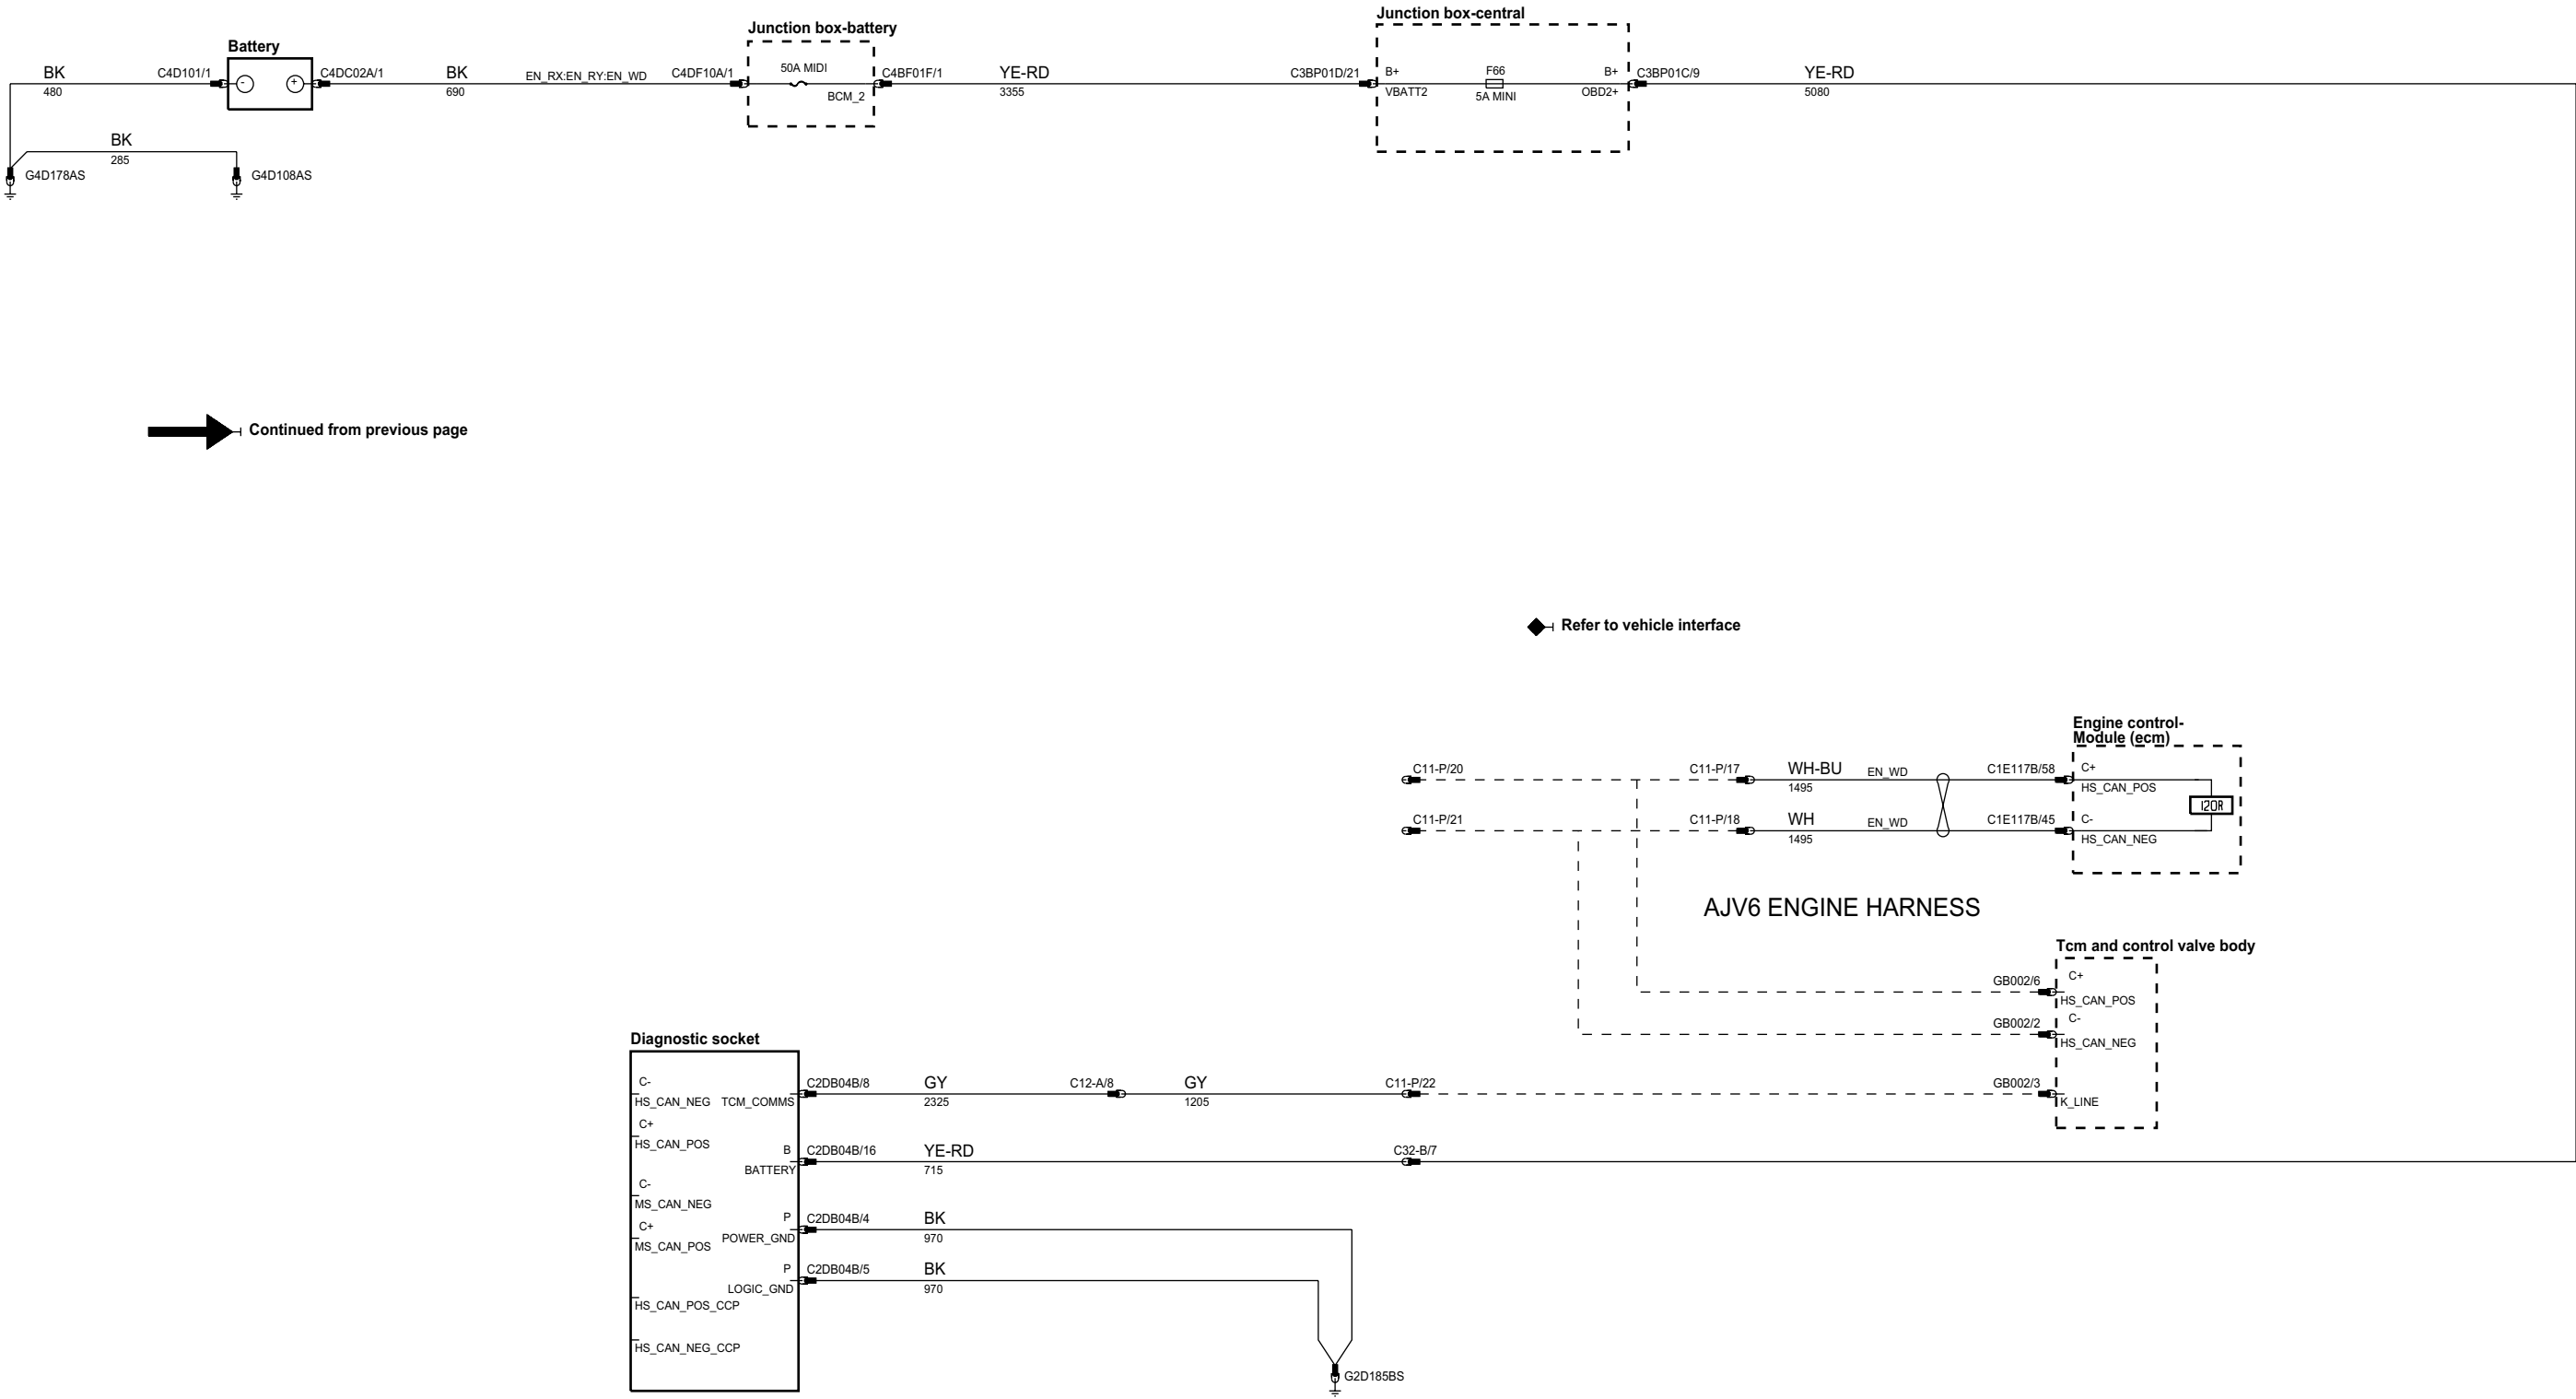 Junction box-central
Junction box-battery
Battery
BK
480
C4D101/1
-
+
C4DC02A/1
BK
690
EN_RX:EN_RY:EN_WD
C4DF10A/1
50A MIDI
BCM_2
C4BF01F/1
YE-RD
3355
C3BP01D/21
B+
VBATT2
F66
5A MINI
B+
OBD2+
C3BP01C/9
YE-RD
5080
BK
285
G4D178AS
G4D108AS
Continued from previous page
Refer to vehicle interface
Engine control-
Module (ecm)
C11-P/20
C11-P/17
WH-BU
1495
EN_WD
C1E117B/58
C+
HS_CAN_POS
120R
C11-P/21
C11-P/18
WH
1495
EN_WD
C1E117B/45
C-
HS_CAN_NEG
AJV6 ENGINE HARNESS
Tcm and control valve body
GB002/6
C+
HS_CAN_POS
GB002/2
C-
HS_CAN_NEG
GB002/3
K_LINE
Diagnostic socket
C-
HS_CAN_NEG
TCM_COMMS
C2DB04B/8
GY
2325
C12-A/8
GY
1205
C11-P/22
C+
HS_CAN_POS
B
BATTERY
C2DB04B/16
YE-RD
715
C32-B/7
C-
MS_CAN_NEG
C+
MS_CAN_POS
P
POWER_GND
C2DB04B/4
BK
970
P
LOGIC_GND
C2DB04B/5
BK
970
HS_CAN_POS_CCP
HS_CAN_NEG_CCP
G2D185BS